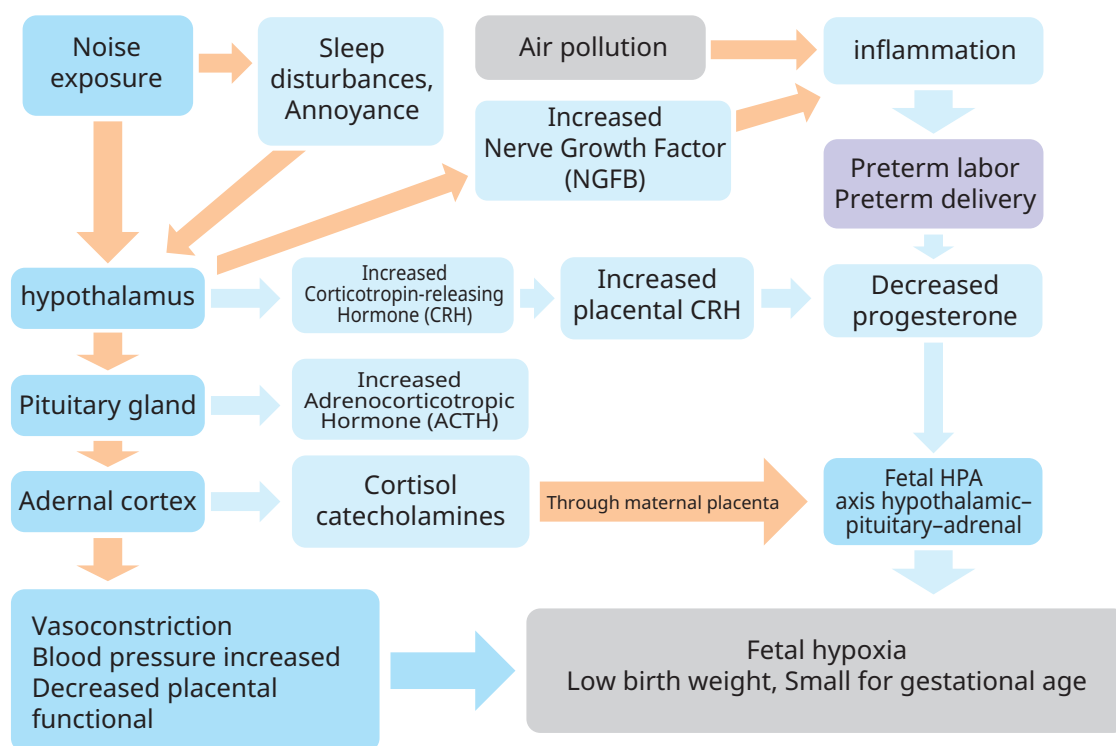 Noise
exposure
Sleep
disturbances,
Annoyance
Air pollution
inflammation
Increased
Nerve Growth Factor
(NGFB)
Preterm labor
Preterm delivery
hypothalamus
Increased
Corticotropin-releasing
Hormone (CRH)
Increased
placental CRH
Decreased
progesterone
Pituitary gland
Increased
Adrenocorticotropic
Hormone (ACTH)
Adernal cortex
Cortisol
catecholamines
Through maternal placenta
Fetal HPA
axis hypothalamic–
pituitary–adrenal
Vasoconstriction
Blood pressure increased
Decreased placental
functional
Fetal hypoxia
Low birth weight, Small for gestational age